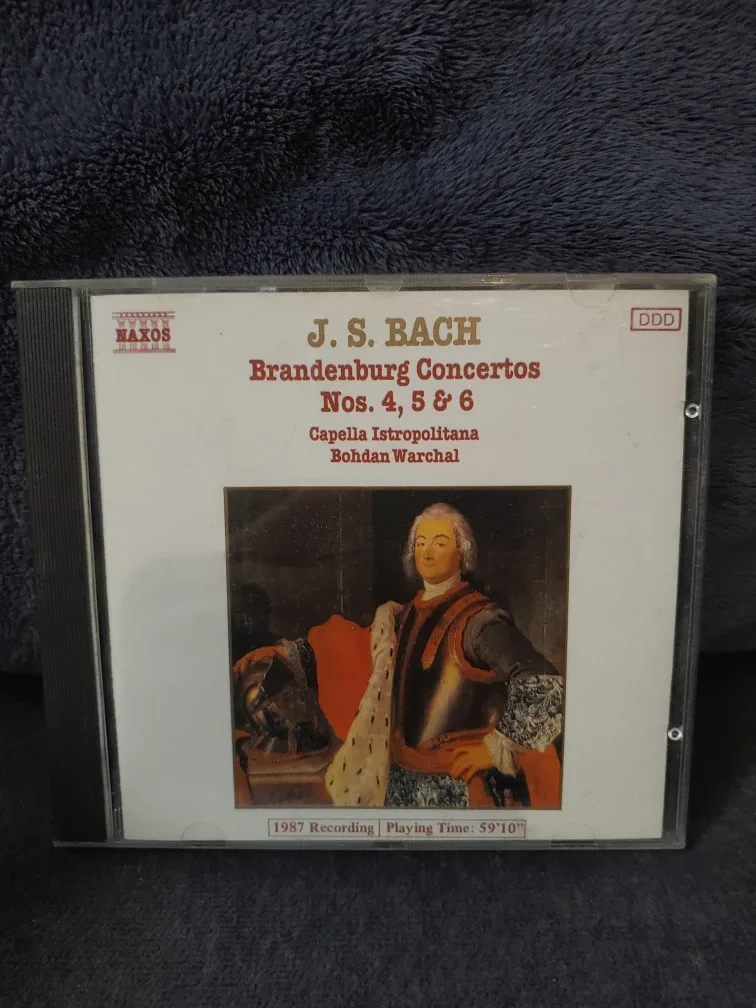 NAXOS
DDD
J. S. BACH
Brandenburg Concertos
Nos. 4, 5 & 6
Capella Istropolitana
Bohdan Warchal
1987 Recording | Playing Time: 59'10"